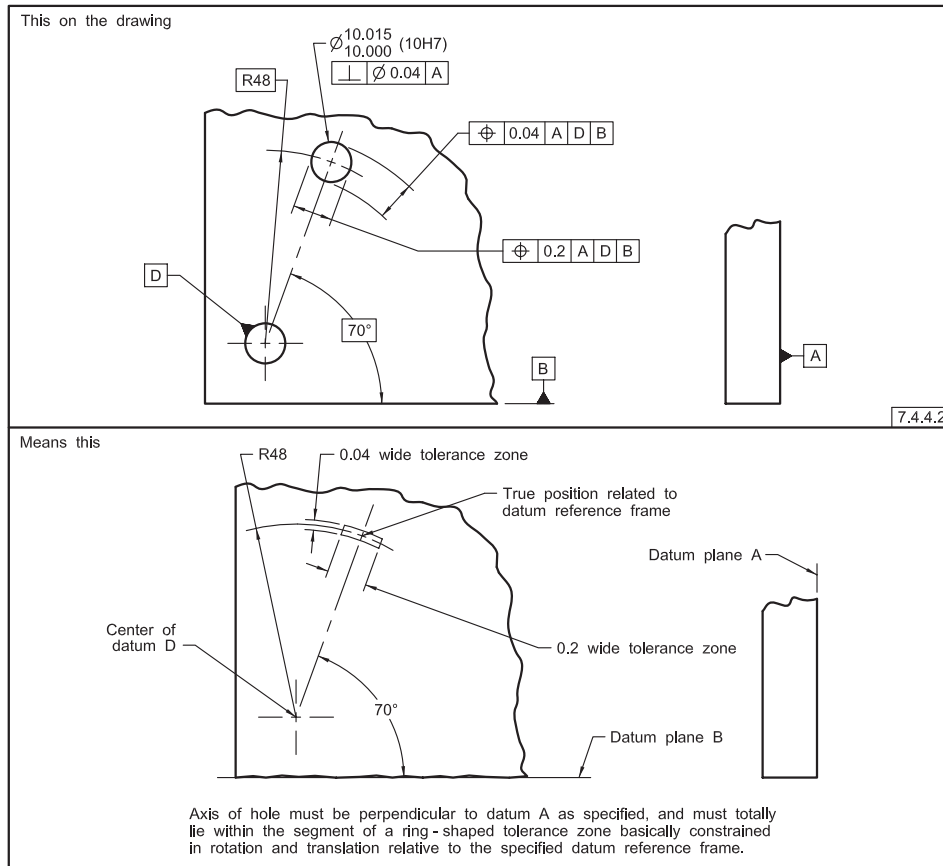 This on the drawing
∅ 10.015
10.000 (10H7)
⊥ ∅ 0.04 A
R48
⌖ 0.04 A D B
⌖ 0.2 A D B
D
70°
B
A
7.4.4.2
Means this
R48
0.04 wide tolerance zone
True position related to
datum reference frame
Datum plane A
Center of
datum D
0.2 wide tolerance zone
70°
Datum plane B
Axis of hole must be perpendicular to datum A as specified, and must totally
lie within the segment of a ring-shaped tolerance zone basically constrained
in rotation and translation relative to the specified datum reference frame.